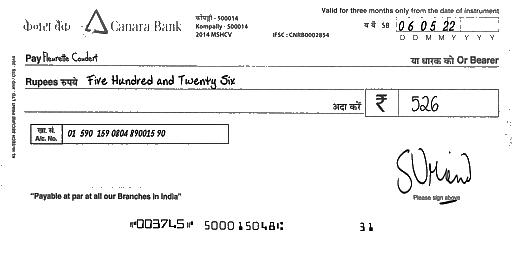 Valid for three months only from the date of instrument
केनरा बैंक Canara Bank
कोंपल्ली - 500014
Kompally - 500014
2014 MSHCV
IFSC : CNRB0002854
SB 06 05 22
D D M M Y Y Y Y
Pay Fleurette Coudert
या धारक को Or Bearer
Rupees रुपये Five Hundred and Twenty Six
अदा करें ₹ 526
खा. सं.
A/c. No. 01 590 159 0804 890015 90
Please sign above
"Payable at par at all our Branches in India"
⑈003745⑈ 500015048⑆ 31